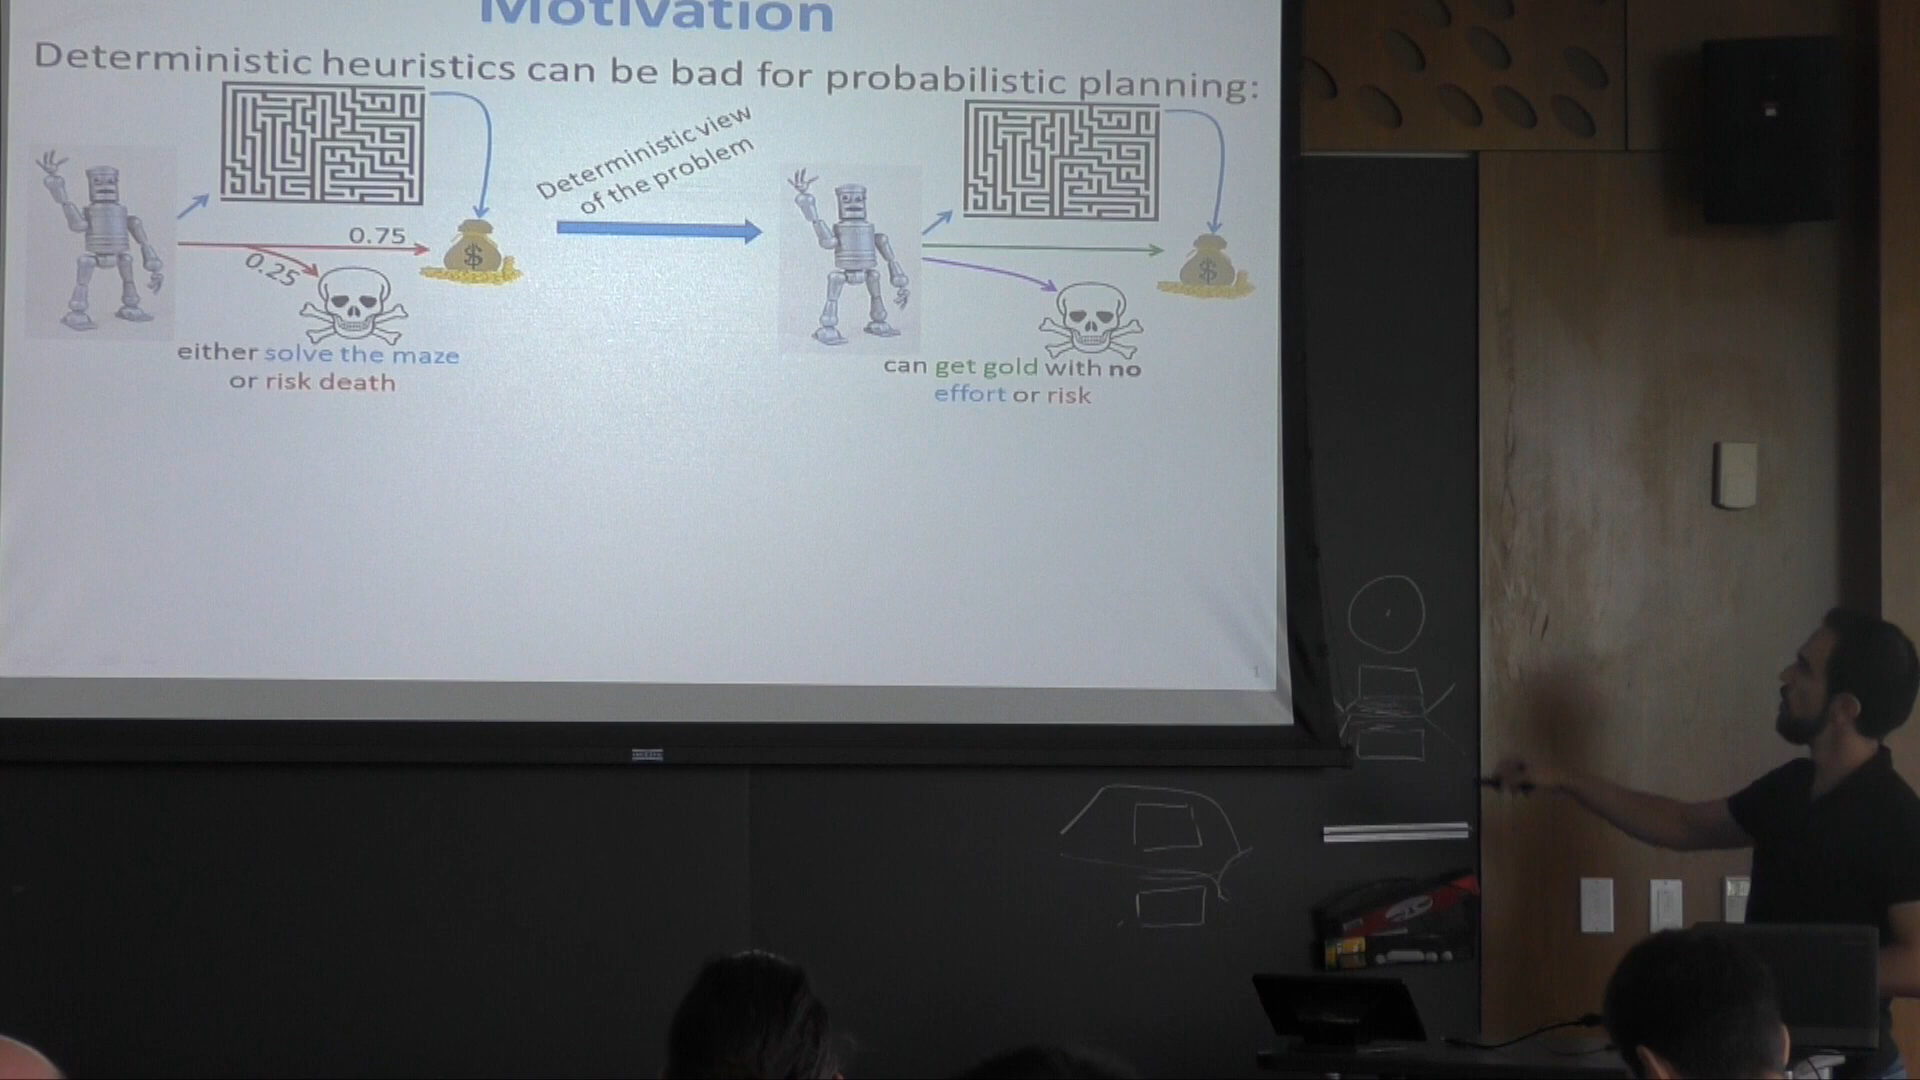 Motivation
Deterministic heuristics can be bad for probabilistic planning:
Deterministic view
of the problem
0.75
0.25
$
$
either solve the maze
or risk death
can get gold with no
effort or risk
1